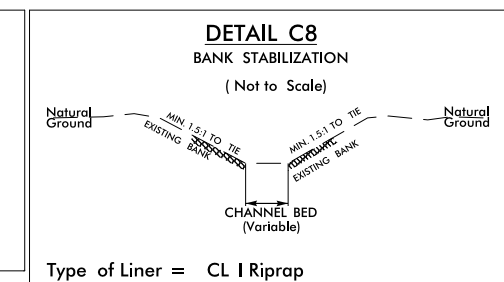 DETAIL C8
BANK STABILIZATION
( Not to Scale)
Natural
Ground
MIN. 1.5:1 TO TIE
EXISTING BANK
MIN. 1.5:1 TO TIE
EXISTING BANK
Natural
Ground
CHANNEL BED
(Variable)
Type of Liner = CL I Riprap